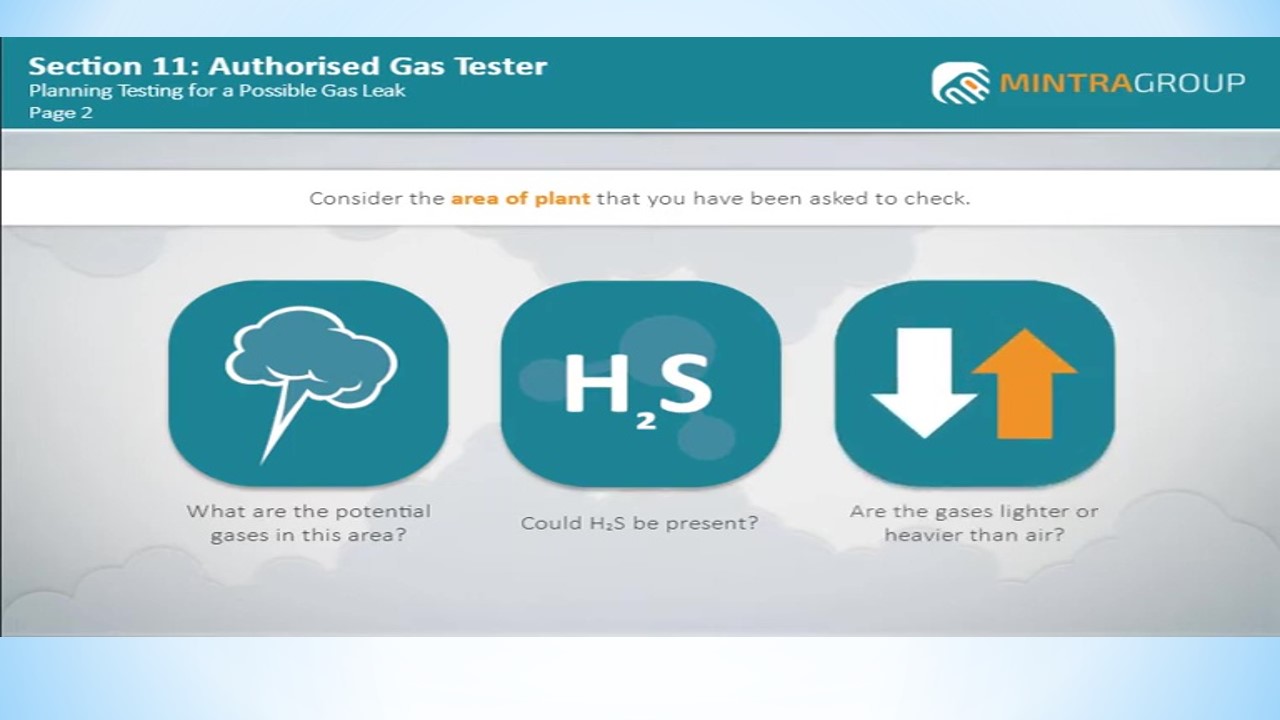 Section 11: Authorised Gas Tester
Planning Testing for a Possible Gas Leak
Page 2
MINTRAGROUP
Consider the area of plant that you have been asked to check.
H₂S
What are the potential
gases in this area?
Could H₂S be present?
Are the gases lighter or
heavier than air?